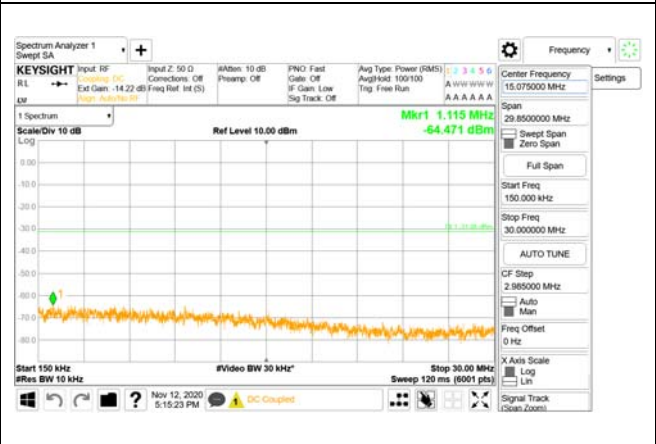 Spectrum Analyzer 1
Swept SA
Frequency
KEYSIGHT
RL
Input: RF
Coupling: DC
Ext Gain: -14.22 dB
Align: Auto/No RF
Input Z: 50 Ω
Corrections: Off
Freq Ref: Int (S)
#Atten: 10 dB
Preamp: Off
PNO: Fast
Gate: Off
IF Gain: Low
Sig Track: Off
Avg Type: Power (RMS)
Avg|Hold: 100/100
Trig: Free Run
1 2 3 4 5 6
A W W W W W
A A A A A A
1 Spectrum
Scale/Div 10 dB
Log
Ref Level 10.00 dBm
Mkr1 1.115 MHz
-64.471 dBm
0.00
-10.0
-20.0
-30.0
-40.0
-50.0
-60.0
-70.0
-80.0
1
Start 150 kHz
#Res BW 10 kHz
#Video BW 30 kHz*
Stop 30.00 MHz
Sweep 120 ms (6001 pts)
Center Frequency
15.075000 MHz
Settings
Span
29.8500000 MHz
Swept Span
Zero Span
Full Span
Start Freq
150.000 kHz
Stop Freq
30.000000 MHz
AUTO TUNE
CF Step
2.985000 MHz
Auto
Man
Freq Offset
0 Hz
X Axis Scale
Log
Lin
Signal Track
(Span Zoom)
?
Nov 12, 2020
5:15:23 PM
1
DC Coupled